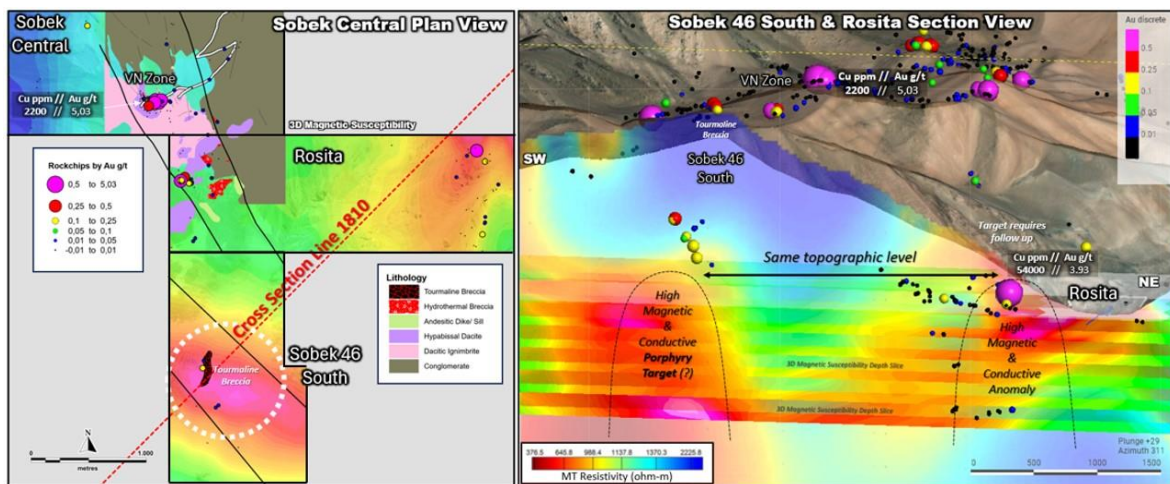 Sobek Central Plan View
Sobek
Central
VN Zone
Cu ppm // Au g/t
2200 // 5,03
3D Magnetic Susceptibility
Rosita
Rockchips by Au g/t
0,5 to 5,03
0,25 to 0,5
0,1 to 0,25
0,05 to 0,1
0,01 to 0,05
-0,01 to 0,01
Cross Section Line 1810
Lithology
Tourmaline Breccia
Hydrothermal Breccia
Andesitic Dike/ Sill
Hypabissal Dacite
Dacitic Ignimbrite
Conglomerate
Sobek 46
South
Tourmaline
Breccia
N
0 1.000
metres
Sobek 46 South & Rosita Section View
Au discrete
0.5
0.25
0.1
0.05
0.01
VN Zone
Cu ppm // Au g/t
2200 // 5,03
Tourmaline
Breccia
SW
Sobek 46
South
Target requires
follow up
Cu ppm // Au g/t
54000 // 3.93
Same topographic level
NE
Rosita
High
Magnetic
&
Conductive
Porphyry
Target (?)
High
Magnetic
&
Conductive
Anomaly
3D Magnetic Susceptibility Depth Slice
3D Magnetic Susceptibility Depth Slice
376.5 645.8 988.4 1137.8 1370.3 2225.8
MT Resistivity (ohm-m)
Plunge +29
Azimuth 311
0 500 1000 1500